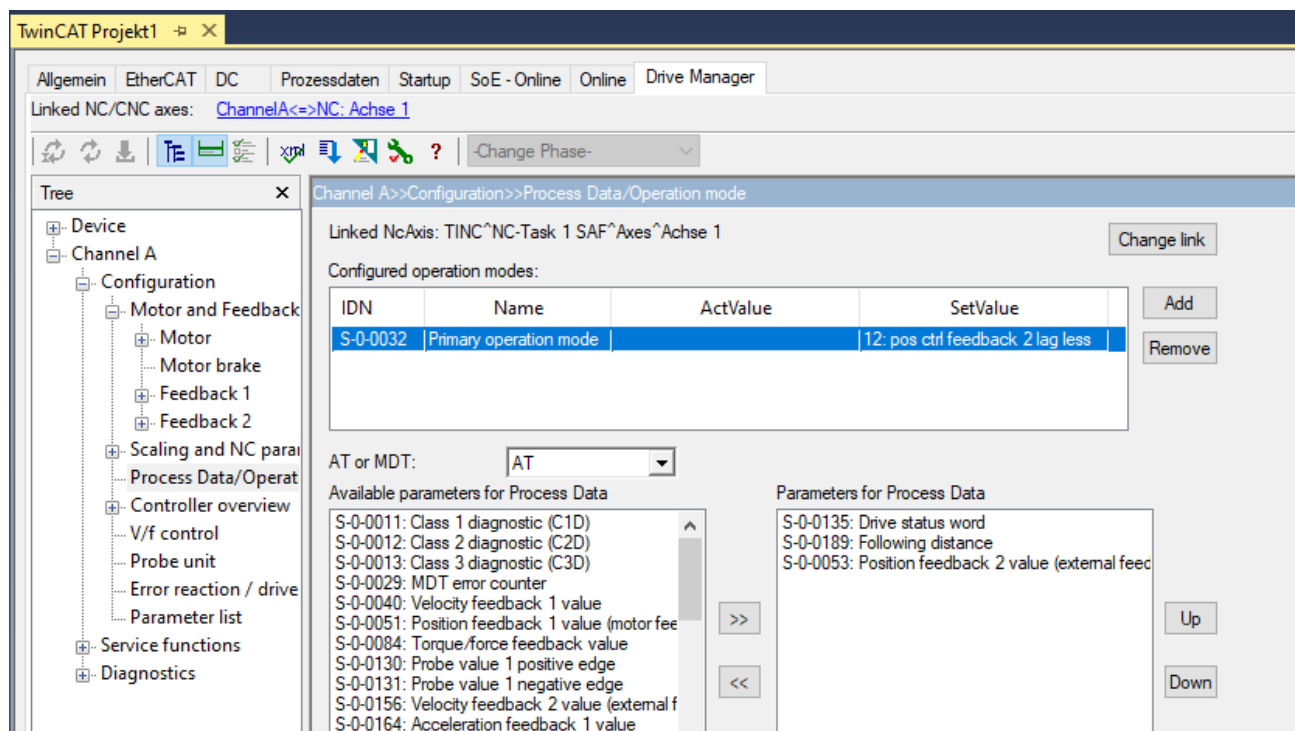 TwinCAT Projekt1
Allgemein EtherCAT DC Prozessdaten Startup SoE - Online Online Drive Manager
Linked NC/CNC axes: ChannelA<=>NC: Achse 1
xml ? -Change Phase-
Tree
Device
Channel A
Configuration
Motor and Feedback
Motor
Motor brake
Feedback 1
Feedback 2
Scaling and NC parar
Process Data/Operat
Controller overview
V/f control
Probe unit
Error reaction / drive
Parameter list
Service functions
Diagnostics
Channel A>>Configuration>>Process Data/Operation mode
Linked NcAxis: TINC^NC-Task 1 SAF^Axes^Achse 1
Change link
Configured operation modes:
IDN Name ActValue SetValue
S-0-0032 Primary operation mode 12: pos ctrl feedback 2 lag less
Add
Remove
AT or MDT: AT
Available parameters for Process Data
S-0-0011: Class 1 diagnostic (C1D)
S-0-0012: Class 2 diagnostic (C2D)
S-0-0013: Class 3 diagnostic (C3D)
S-0-0029: MDT error counter
S-0-0040: Velocity feedback 1 value
S-0-0051: Position feedback 1 value (motor fee
S-0-0084: Torque/force feedback value
S-0-0130: Probe value 1 positive edge
S-0-0131: Probe value 1 negative edge
S-0-0156: Velocity feedback 2 value (external f
S-0-0164: Acceleration feedback 1 value
>>
<<
Parameters for Process Data
S-0-0135: Drive status word
S-0-0189: Following distance
S-0-0053: Position feedback 2 value (external feed
Up
Down